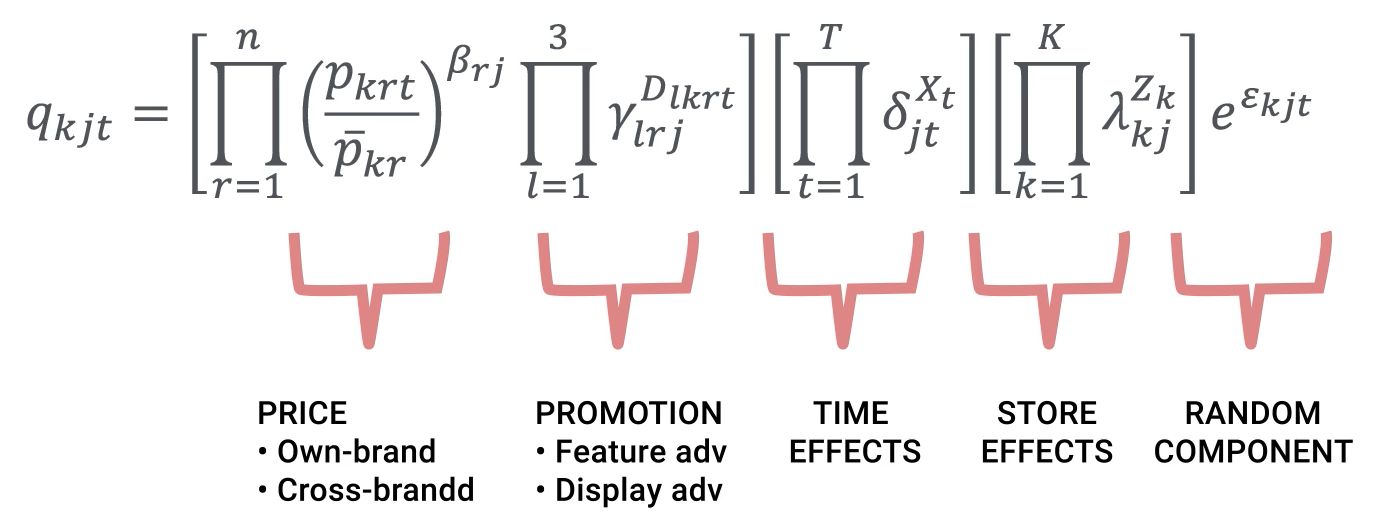 q_{kjt} = \left[ \prod_{r=1}^{n} \left( \frac{p_{krt}}{\bar{p}_{kr}} \right)^{\beta_{rj}} \prod_{l=1}^{3} \gamma_{lrj}^{D_{lkrt}} \right] \left[ \prod_{t=1}^{T} \delta_{jt}^{X_t} \right] \left[ \prod_{k=1}^{K} \lambda_{kj}^{Z_k} \right] e^{\varepsilon_{kjt}}
PRICE
• Own-brand
• Cross-brandd
PROMOTION
• Feature adv
• Display adv
TIME
EFFECTS
STORE
EFFECTS
RANDOM
COMPONENT